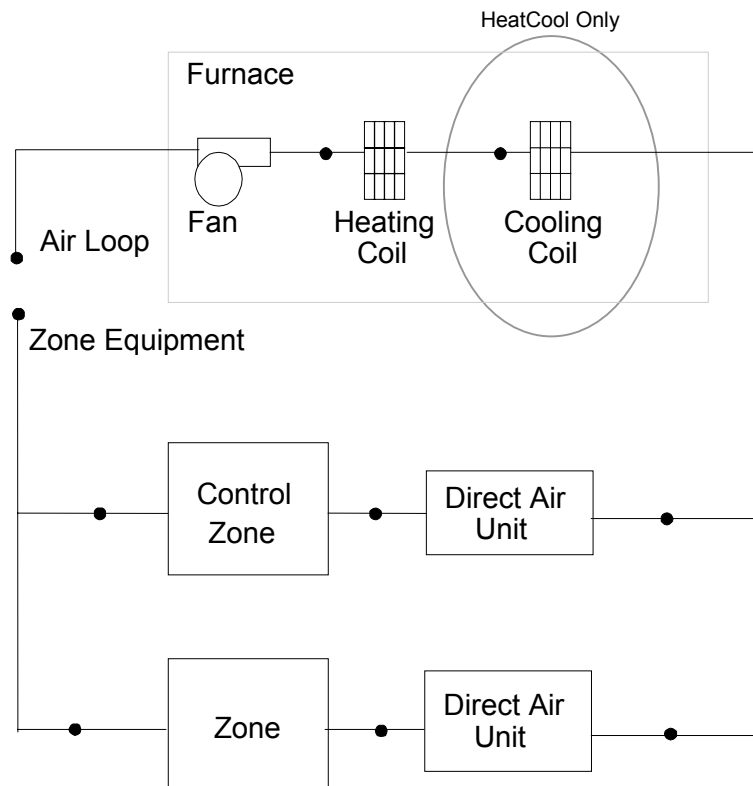 HeatCool Only
Furnace
Fan
Heating
Coil
Cooling
Coil
Air Loop
Zone Equipment
Control
Zone
Direct Air
Unit
Zone
Direct Air
Unit